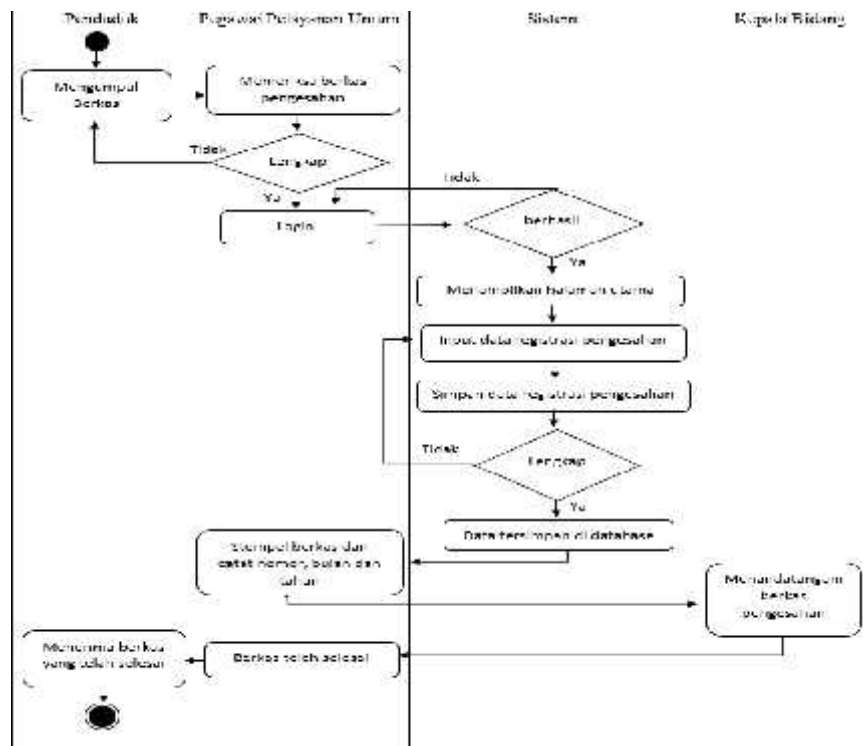 Penduduk
Pegawai Pelayanan Umum
Sistem
Kepala Bidang
Mengumpul
Berkas
Memeriksa berkas
pengesahan
Tidak
Lengkap
Ya
Login
Tidak
berhasil
Ya
Menampilkan halaman utama
Input data registrasi pengesahan
Simpan data registrasi pengesahan
Tidak
Lengkap
Ya
Data tersimpan di database
Stempel berkas dan
catat nomor, bulan dan
tahun
Menandatangani
berkas
pengesahan
Berkas telah selesai
Menerima berkas
yang telah selesai